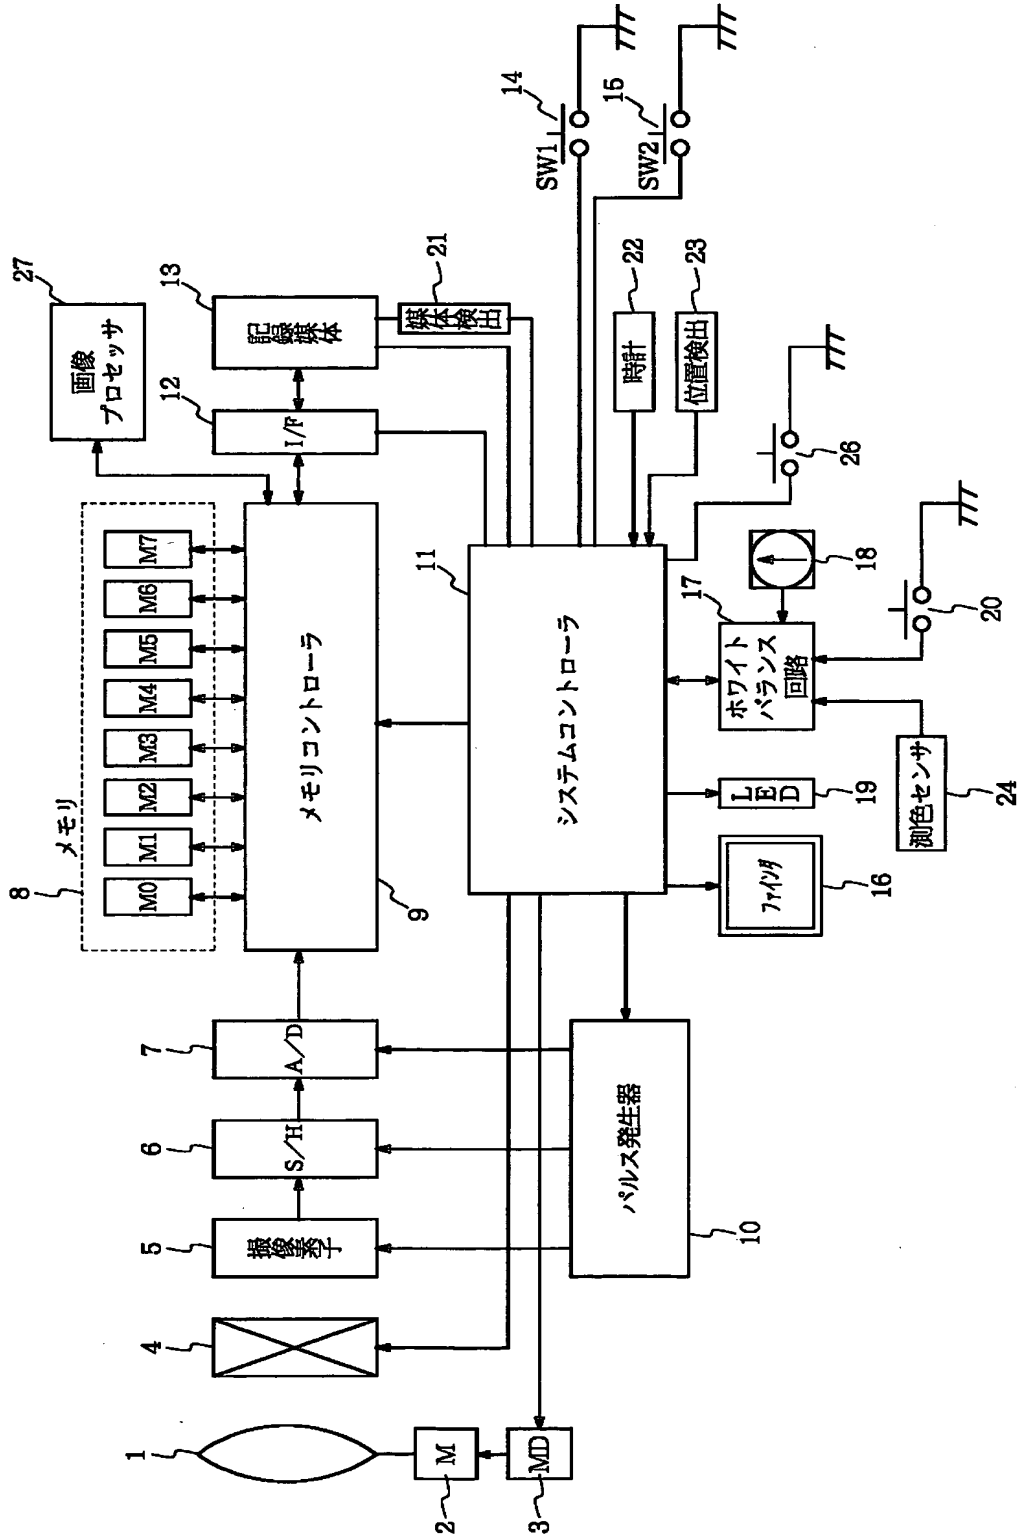 27
画像
プロセッサ
メモリ
8
M0
M1
M2
M3
M4
M5
M6
M7
1
4
5
6
7
12
13
撮像素子
S/H
A/D
メモリコントローラ
I/F
記録媒体
21
媒体検出
9
M
2
MD
3
11
システムコントローラ
14
SW1
15
SW2
パルス発生器
10
時計
22
位置検出
23
ファインダ
16
LED
19
ホワイト
バランス
回路
17
18
26
測色センサ
24
20